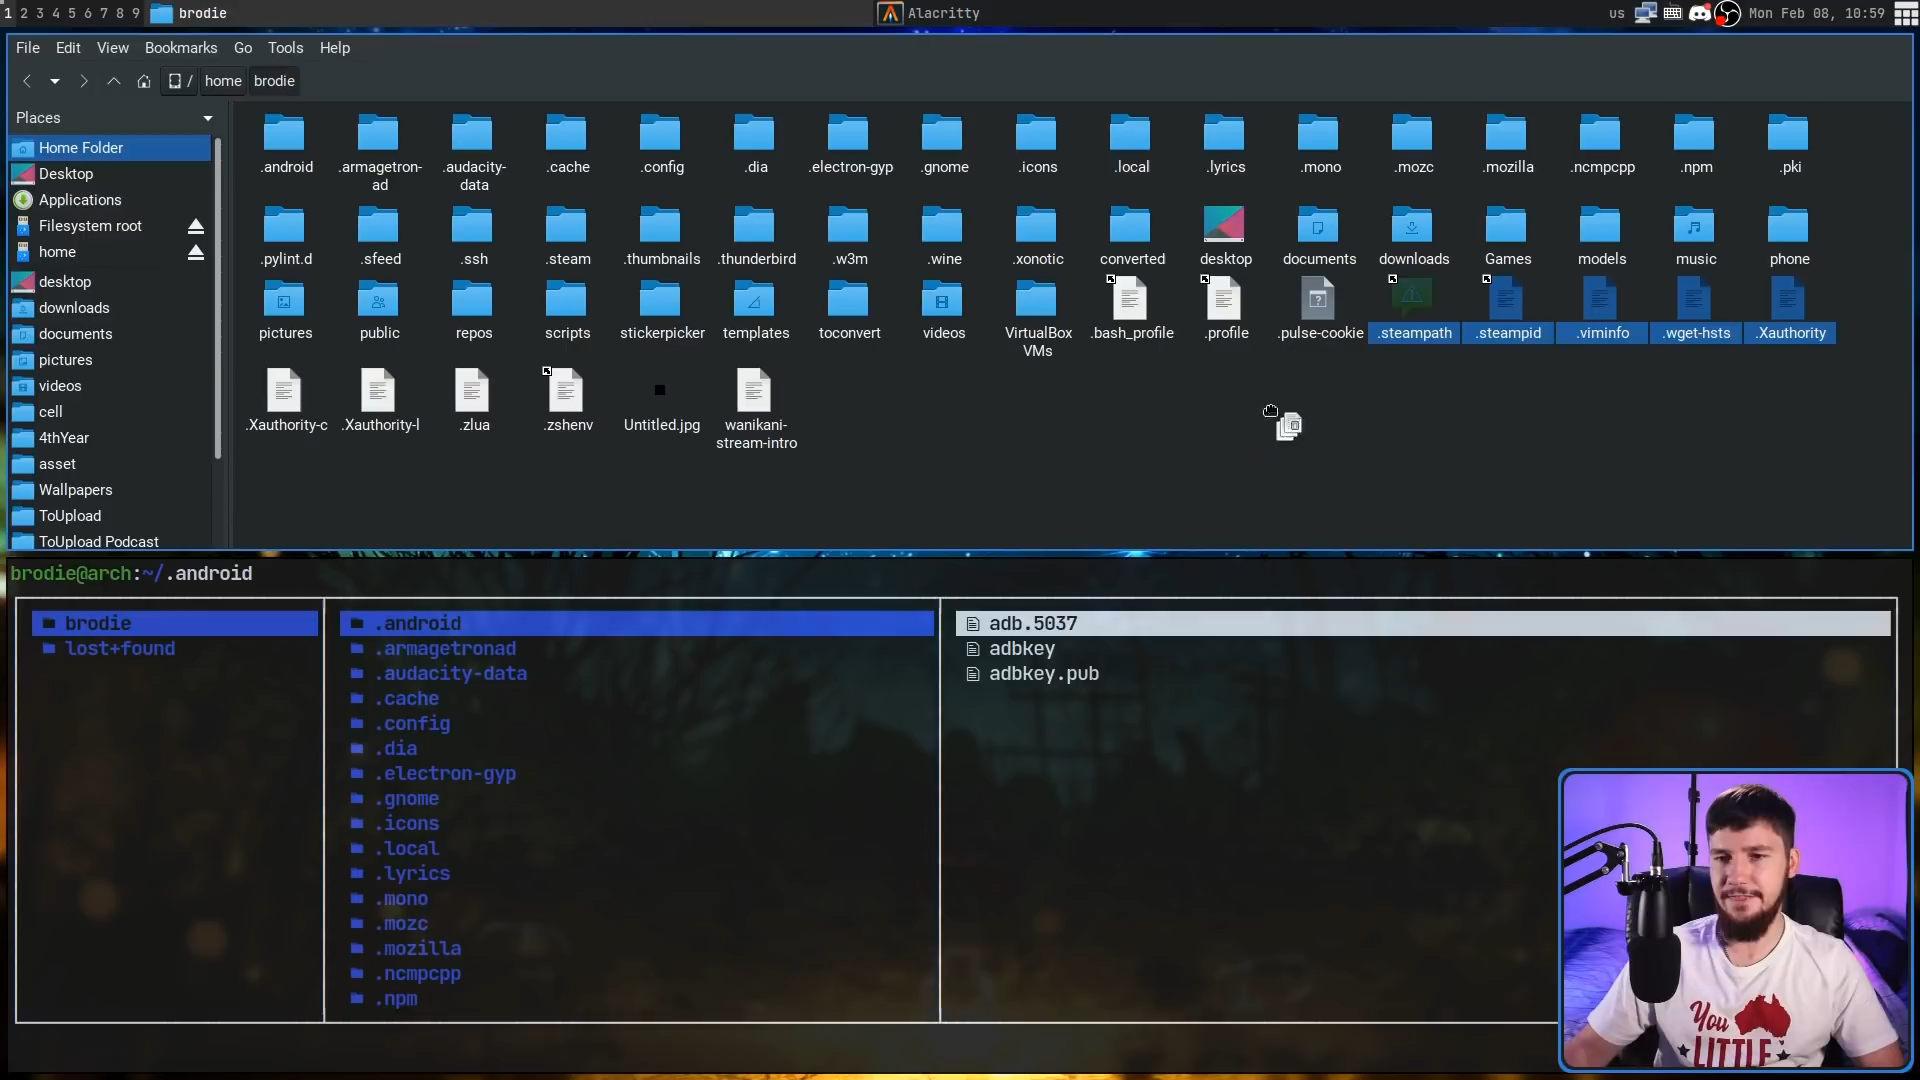 1 2 3 4 5 6 7 8 9 brodie Alacritty us Mon Feb 08, 10:59
File Edit View Bookmarks Go Tools Help
/ home brodie
Places
Home Folder
Desktop
Applications
Filesystem root
home
desktop
downloads
documents
pictures
videos
cell
4thYear
asset
Wallpapers
ToUpload
ToUpload Podcast
.android .armagetron- .audacity- .cache .config .dia .electron-gyp .gnome .icons .local .lyrics .mono .mozc .mozilla .ncmpcpp .npm .pki
ad data
.pylint.d .sfeed .ssh .steam .thumbnails .thunderbird .w3m .wine .xonotic converted desktop documents downloads Games models music phone
pictures public repos scripts stickerpicker templates toconvert videos VirtualBox .bash_profile .profile .pulse-cookie .steampath .steampid .viminfo .wget-hsts .Xauthority
VMs
.Xauthority-c .Xauthority-l .zlua .zshenv Untitled.jpg wanikani-
stream-intro
brodie@arch:~/.android
brodie
lost+found
.android
.armagetronad
.audacity-data
.cache
.config
.dia
.electron-gyp
.gnome
.icons
.local
.lyrics
.mono
.mozc
.mozilla
.ncmpcpp
.npm
adb.5037
adbkey
adbkey.pub
You
LITTLE